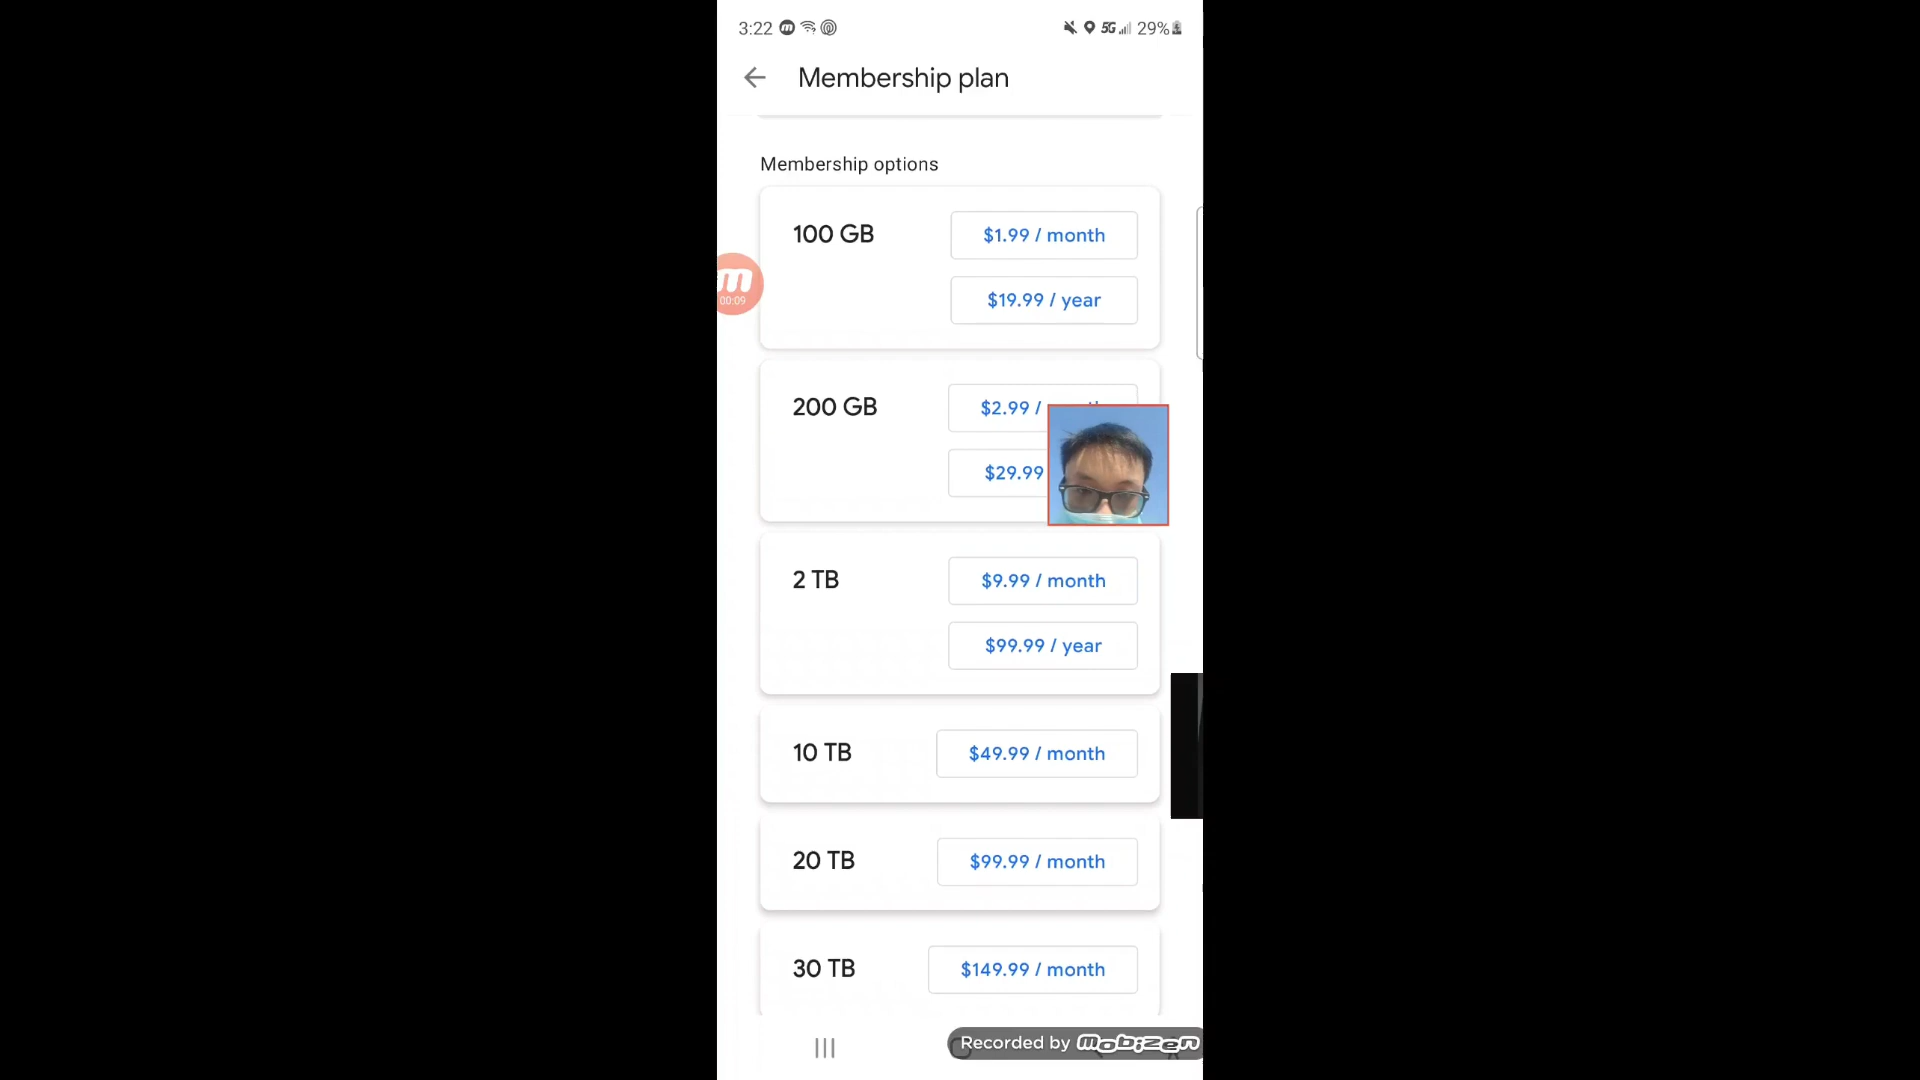 3:22 5G 29%
Membership plan
Membership options
100 GB $1.99 / month
m
00:09
$19.99 / year
200 GB $2.99 /
$29.99
2 TB $9.99 / month
$99.99 / year
10 TB $49.99 / month
20 TB $99.99 / month
30 TB $149.99 / month
Recorded by mobizen